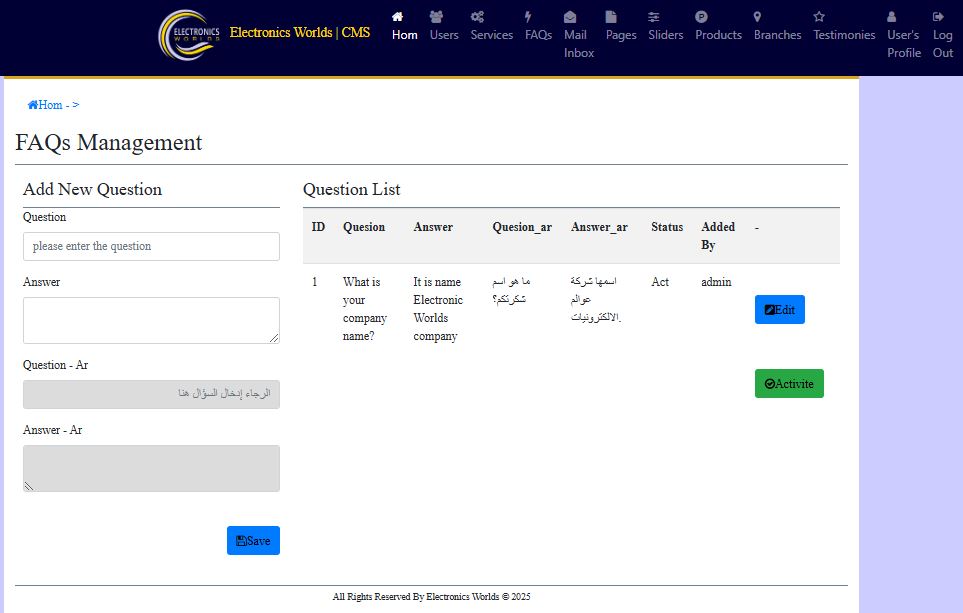 ELECTRONICS
WORLDS
Electronics Worlds | CMS
Hom
Users
Services
FAQs
Mail
Inbox
Pages
Sliders
Products
Branches
Testimonies
User's
Profile
Log
Out
Hom - >
FAQs Management
Add New Question
Question
please enter the question
Answer
Question - Ar
الرجاء إدخال السؤال هنا
Answer - Ar
Save
Question List
ID Quesion Answer Quesion_ar Answer_ar Status Added
By -
1
What is
your
company
name?
It is name
Electronic
Worlds
company
ما هو اسم
شكرتكم؟
اسمها شركة
عوالم
الالكترونيات.
Act
admin
Edit
Activite
All Rights Reserved By Electronics Worlds © 2025